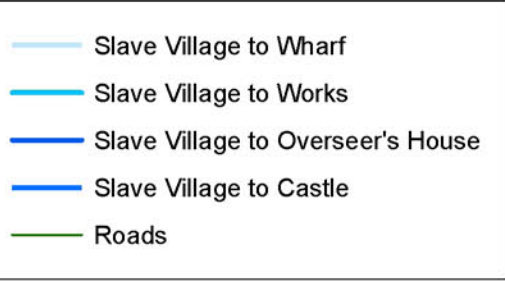 Slave Village to Wharf
Slave Village to Works
Slave Village to Overseer's House
Slave Village to Castle
Roads